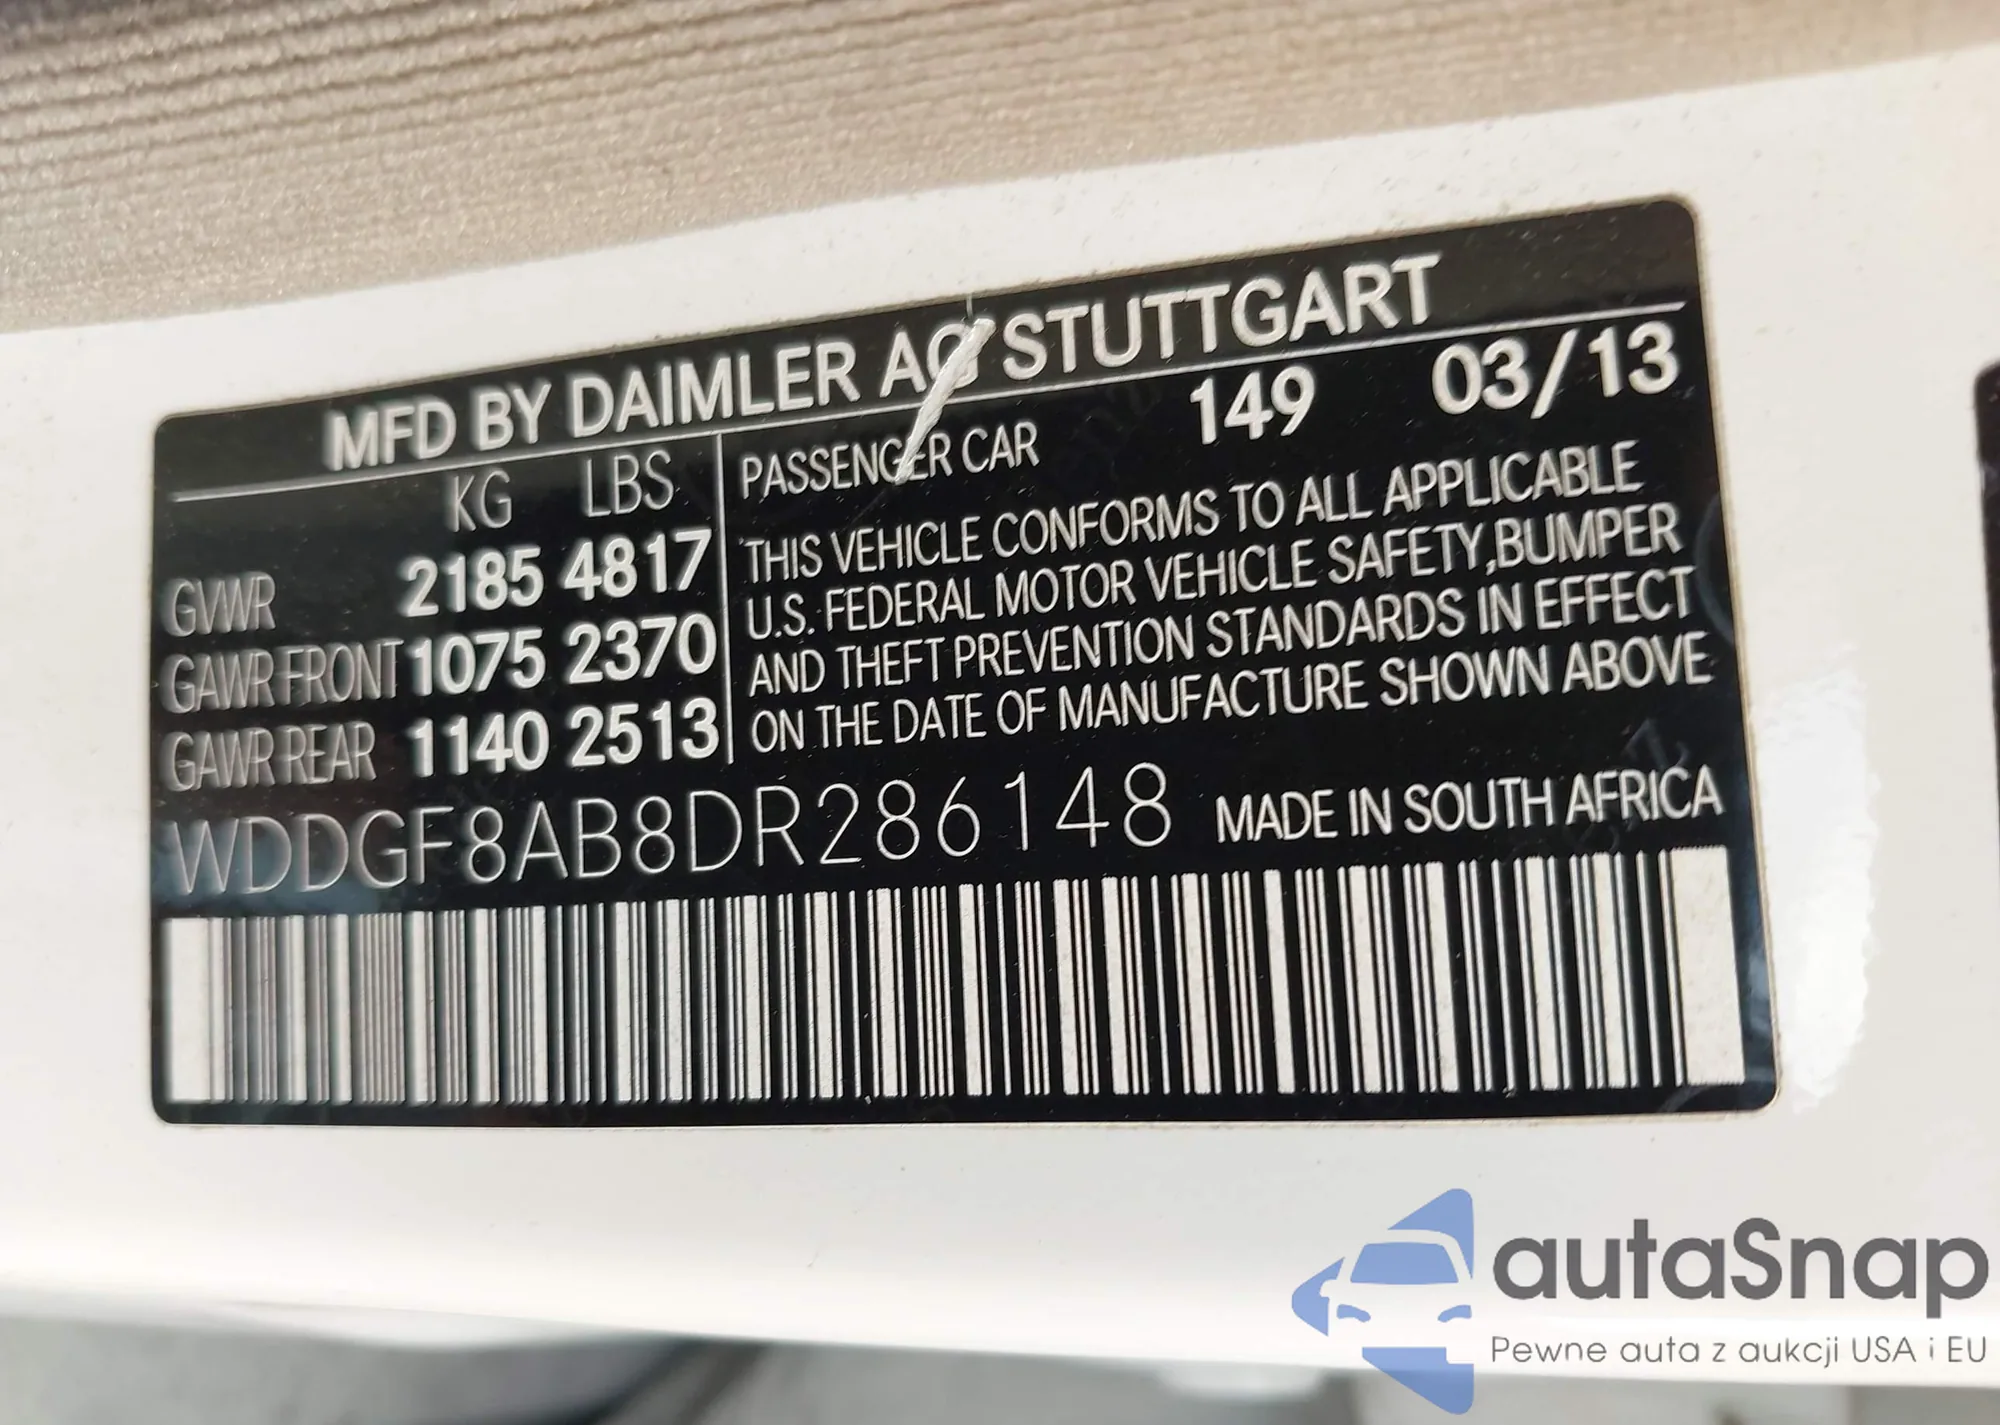 MFD BY DAIMLER AG STUTTGART
KG LBS
GVWR 2185 4817
GAWR FRONT 1075 2370
GAWR REAR 1140 2513
PASSENGER CAR 149 03/13
THIS VEHICLE CONFORMS TO ALL APPLICABLE
U.S. FEDERAL MOTOR VEHICLE SAFETY,BUMPER
AND THEFT PREVENTION STANDARDS IN EFFECT
ON THE DATE OF MANUFACTURE SHOWN ABOVE
WDDGF8AB8DR286148 MADE IN SOUTH AFRICA
autaSnap
Pewne auta z aukcji USA i EU